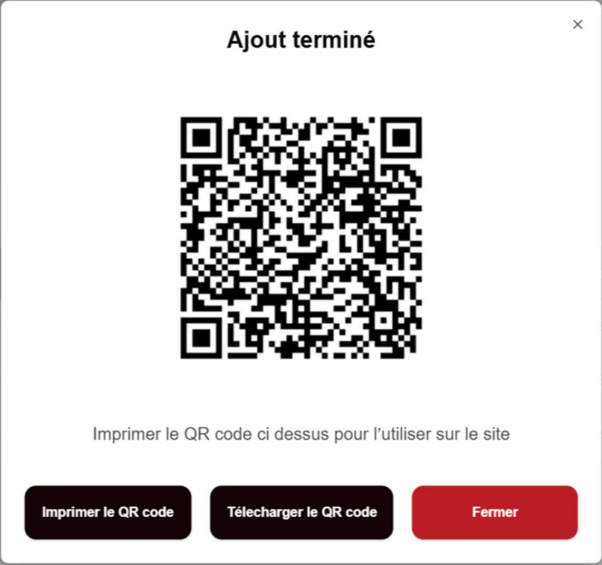 Ajout terminé
×
Imprimer le QR code ci dessus pour l'utiliser sur le site
Imprimer le QR code
Télecharger le QR code
Fermer